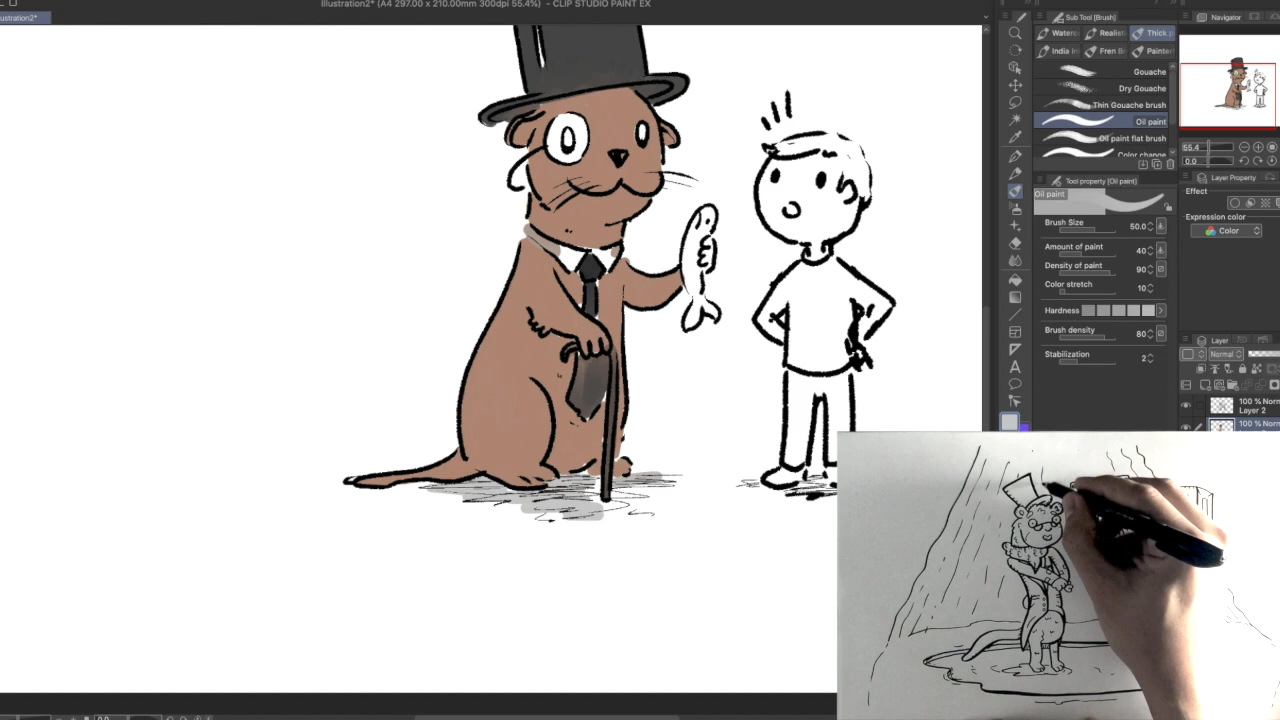 Illustration2* (A4 297.00 x 210.00mm 300dpi 55.4%) - CLIP STUDIO PAINT EX
ustration2*
Sub Tool [Brush]
Navigator
Waterc
Realist
Thick p
India in
Fren B
Painter
Gouache
Dry Gouache
Thin Gouache brush
Oil paint
Oil paint flat brush
Color change
Tool property [Oil paint]
Oil paint
Brush Size 50.0
Amount of paint 40
Density of paint 90
Color stretch 10
Hardness
Brush density 80
Stabilization 2
55.4
0.0
Layer Property
Effect
Expression color
Color
Layer
Normal
100 % Norm
Layer 2
100 % Norm
0.0